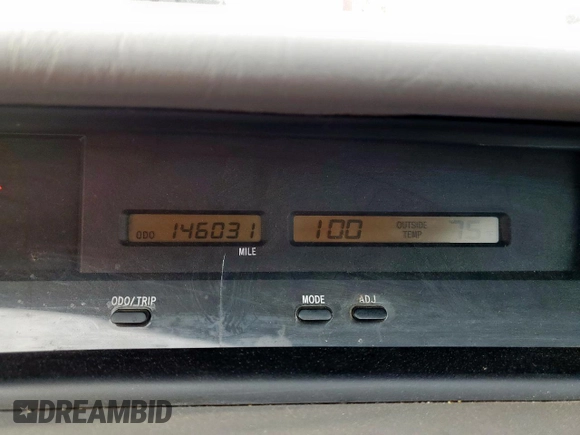 ODO 146031
MILE
100 OUTSIDE TEMP 75
ODO/TRIP
MODE
ADJ
DREAMBID